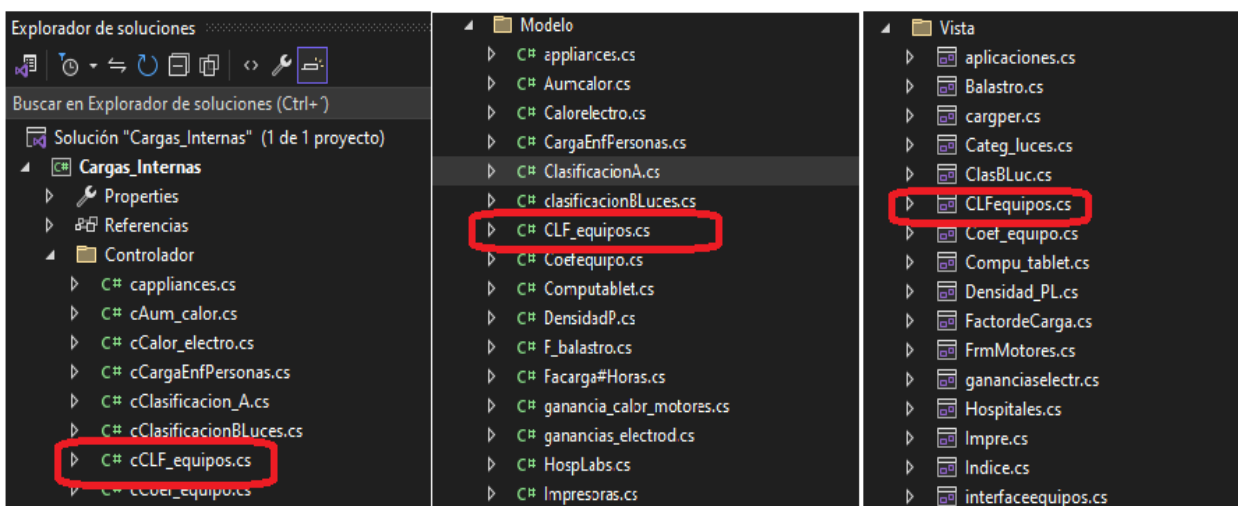 Explorador de soluciones
Buscar en Explorador de soluciones (Ctrl+´)
Solución "Cargas_Internas" (1 de 1 proyecto)
C# Cargas_Internas
Properties
Referencias
Controlador
C# cappliances.cs
C# cAum_calor.cs
C# cCalor_electro.cs
C# cCargaEnfPersonas.cs
C# cClasificacion_A.cs
C# cClasificacionBLuces.cs
C# cCLF_equipos.cs
C# cCoef_equipo.cs
Modelo
C# appliances.cs
C# Aumcalor.cs
C# Calorelectro.cs
C# CargaEnfPersonas.cs
C# ClasificacionA.cs
C# clasificacionBLuces.cs
C# CLF_equipos.cs
C# Coefequipo.cs
C# Computablet.cs
C# DensidadP.cs
C# F_balastro.cs
C# Facarga#Horas.cs
C# ganancia_calor_motores.cs
C# ganancias_electrod.cs
C# HospLabs.cs
C# Impresoras.cs
Vista
aplicaciones.cs
Balastro.cs
cargper.cs
Categ_luces.cs
ClasBLuc.cs
CLFequipos.cs
Coef_equipo.cs
Compu_tablet.cs
Densidad_PL.cs
FactordeCarga.cs
FrmMotores.cs
gananciaselectr.cs
Hospitales.cs
Impre.cs
Indice.cs
interfaceequipos.cs